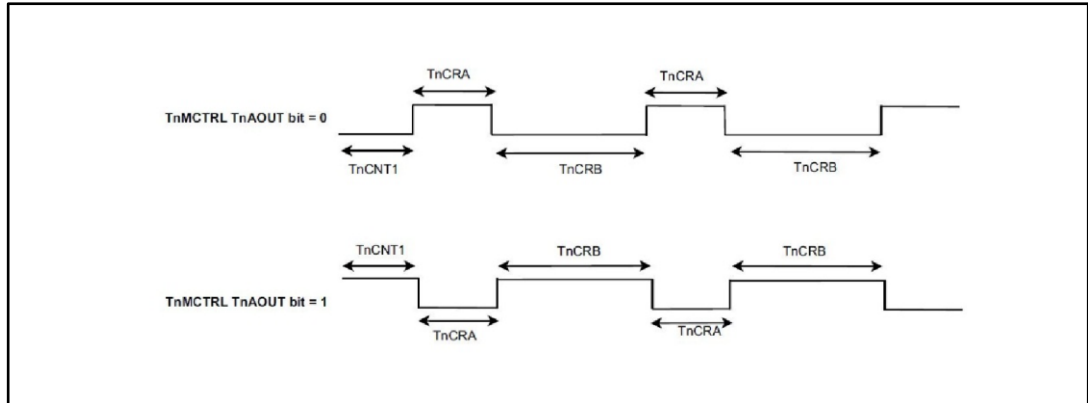 TnCRA TnCRA
TnMCTRL TnAOUT bit = 0
TnCNT1 TnCRB TnCRB
TnCNT1 TnCRB TnCRB
TnMCTRL TnAOUT bit = 1
TnCRA TnCRA